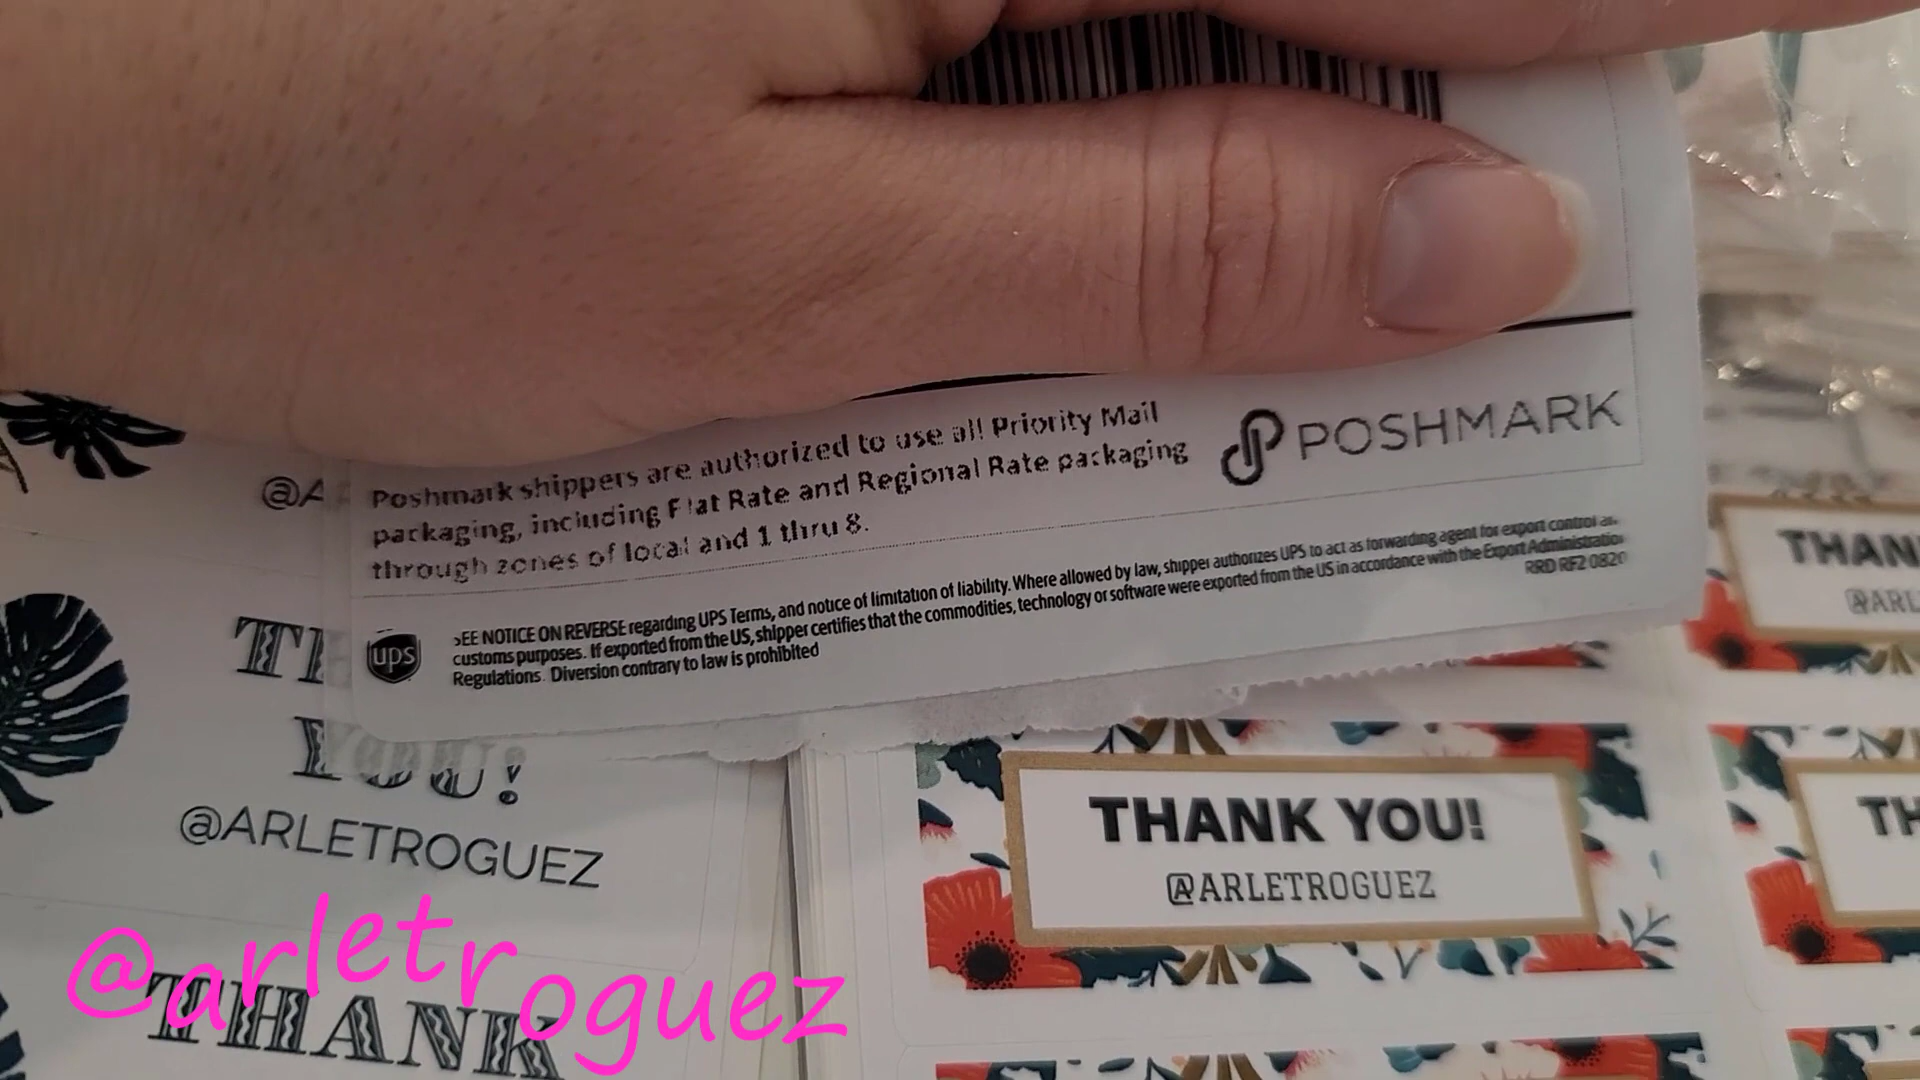 Poshmark shippers are authorized to use all Priority Mail
packaging, including Flat Rate and Regional Rate packaging
through zones of local and 1 thru 8.
POSHMARK
ups
SEE NOTICE ON REVERSE regarding UPS Terms, and notice of limitation of liability. Where allowed by law, shipper authorizes UPS to act as forwarding agent for export control
customs purposes. If exported from the US, shipper certifies that the commodities, technology or software were exported from the US in accordance with the Export Administration
Regulations. Diversion contrary to law is prohibited
RRD RF2 0820
@A
YOU!
@ARLETROGUEZ
THANK
@arletroguez
THANK YOU!
@ARLETROGUEZ
THAN
@ARL
TH